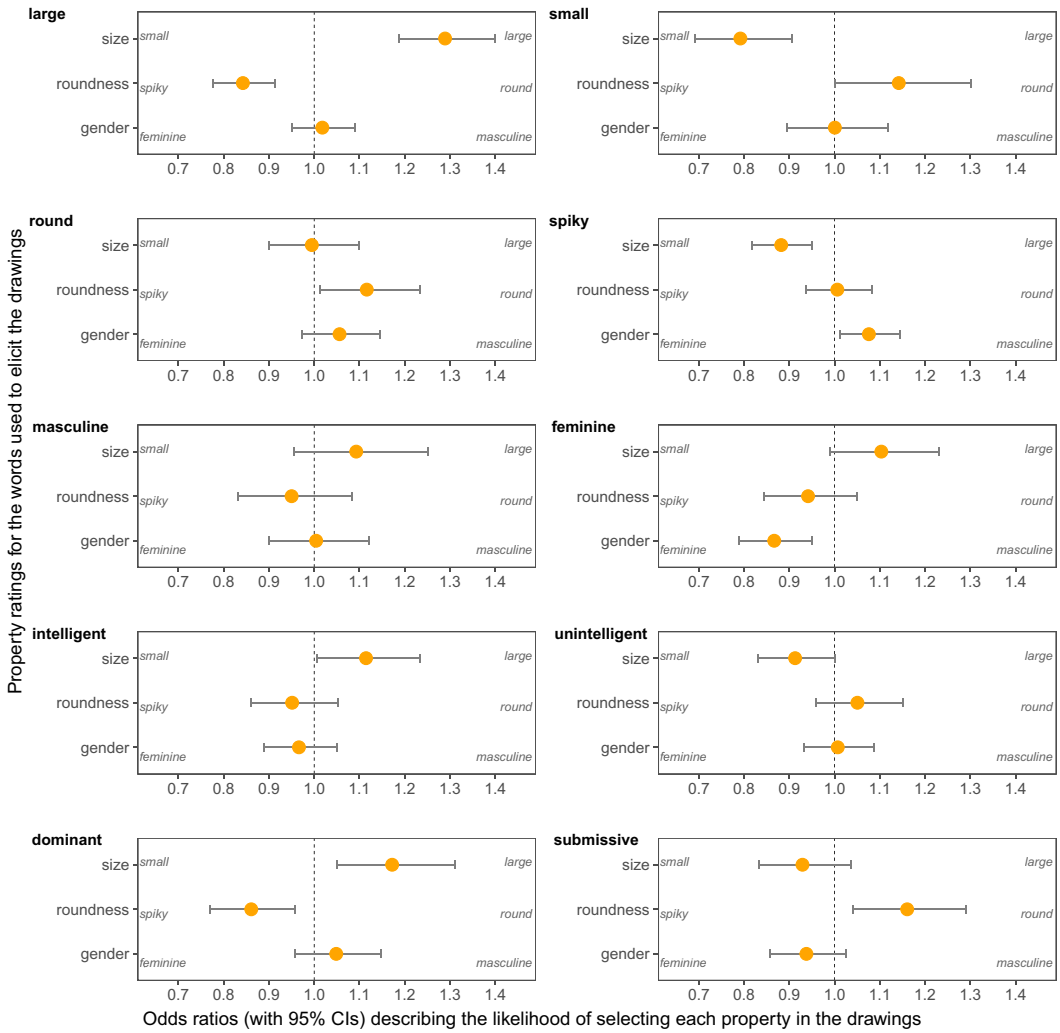 Property ratings for the words used to elicit the drawings
large
size
small
large
roundness
spiky
round
gender
feminine
masculine
0.7 0.8 0.9 1.0 1.1 1.2 1.3 1.4
small
size
small
large
roundness
spiky
round
gender
feminine
masculine
0.7 0.8 0.9 1.0 1.1 1.2 1.3 1.4
round
size
small
large
roundness
spiky
round
gender
feminine
masculine
0.7 0.8 0.9 1.0 1.1 1.2 1.3 1.4
spiky
size
small
large
roundness
spiky
round
gender
feminine
masculine
0.7 0.8 0.9 1.0 1.1 1.2 1.3 1.4
masculine
size
small
large
roundness
spiky
round
gender
feminine
masculine
0.7 0.8 0.9 1.0 1.1 1.2 1.3 1.4
feminine
size
small
large
roundness
spiky
round
gender
feminine
masculine
0.7 0.8 0.9 1.0 1.1 1.2 1.3 1.4
intelligent
size
small
large
roundness
spiky
round
gender
feminine
masculine
0.7 0.8 0.9 1.0 1.1 1.2 1.3 1.4
unintelligent
size
small
large
roundness
spiky
round
gender
feminine
masculine
0.7 0.8 0.9 1.0 1.1 1.2 1.3 1.4
dominant
size
small
large
roundness
spiky
round
gender
feminine
masculine
0.7 0.8 0.9 1.0 1.1 1.2 1.3 1.4
submissive
size
small
large
roundness
spiky
round
gender
feminine
masculine
0.7 0.8 0.9 1.0 1.1 1.2 1.3 1.4
Odds ratios (with 95% CIs) describing the likelihood of selecting each property in the drawings